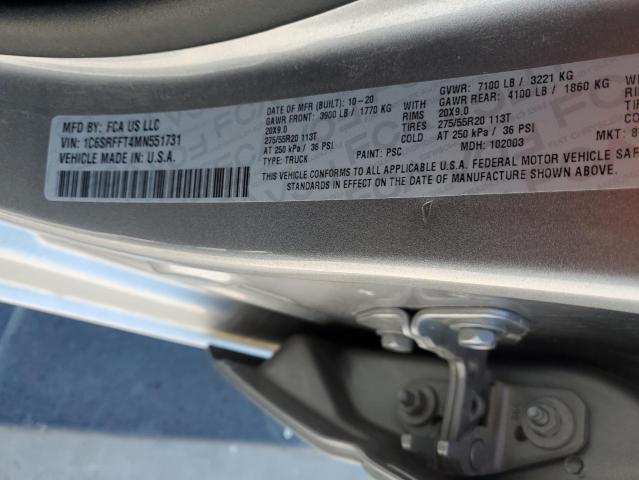 MFD BY: FCA US LLC
VIN: 1C6SRFFT4MN551731
VEHICLE MADE IN U.S.A.
DATE OF MFR (BUILT): 10-20
GAWR FRONT: 3900 LB / 1770 KG WITH
20X9.0 RIMS
275/55R20 113T TIRES
AT 250 kPa / 36 PSI COLD
TYPE: TRUCK PAINT: PSC
GVWR: 7100 LB / 3221 KG
GAWR REAR: 4100 LB / 1860 KG WITH
20X9.0 RIMS
275/55R20 113T TIRES
AT 250 kPa / 36 PSI COLD
MDH: 102003 MKT:
THIS VEHICLE CONFORMS TO ALL APPLICABLE U.S.A. FEDERAL MOTOR VEHICLE SAF
STANDARDS IN EFFECT ON THE DATE OF MANUFACTURE SHOWN ABOVE.